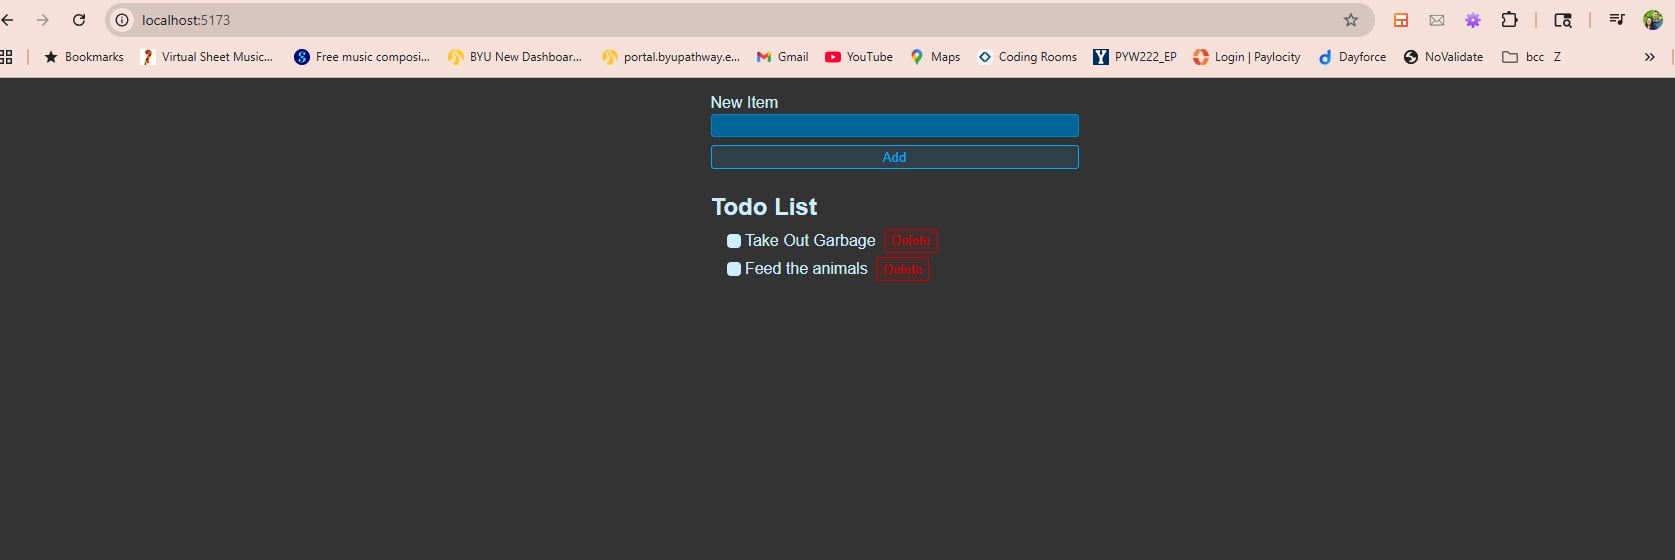 localhost:5173
Bookmarks Virtual Sheet Music... Free music composi... BYU New Dashboar... portal.byupathway.e... Gmail YouTube Maps Coding Rooms PYW222_EP Login | Paylocity Dayforce NoValidate bcc Z »
New Item
Add
Todo List
Take Out Garbage Delete
Feed the animals Delete